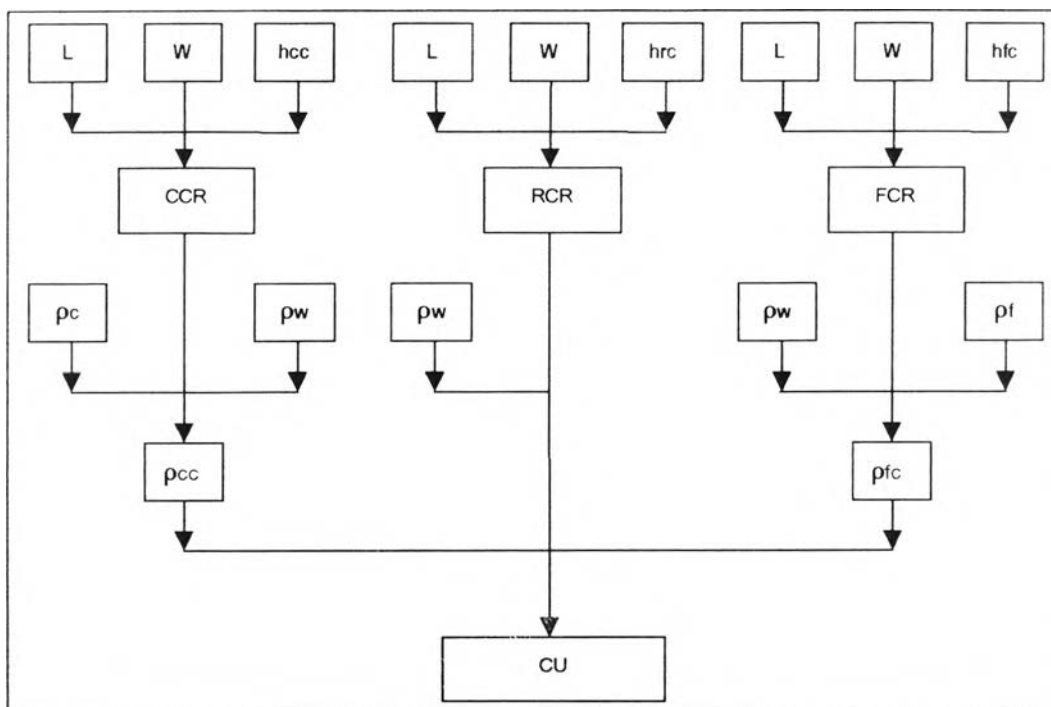 L W hcc L W hrc L W hfc
CCR RCR FCR
ρc ρw ρw ρw ρf
ρcc ρfc
CU